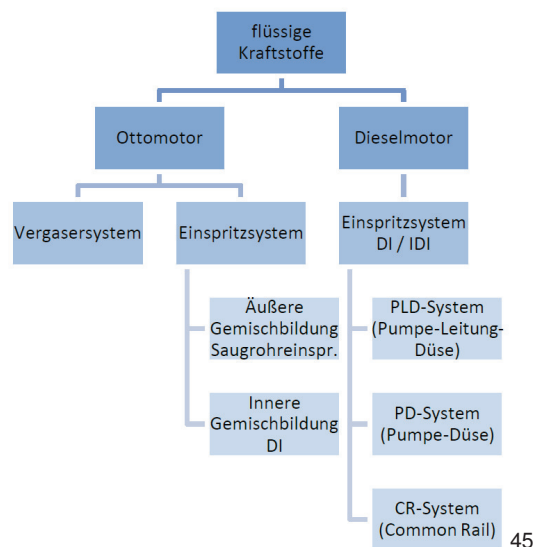 flüssige
Kraftstoffe
Ottomotor
Dieselmotor
Vergasersystem
Einspritzsystem
Einspritzsystem
DI / IDI
Äußere
Gemischbildung
Saugrohreinspr.
Innere
Gemischbildung
DI
PLD-System
(Pumpe-Leitung-
Düse)
PD-System
(Pumpe-Düse)
CR-System
(Common Rail)
45